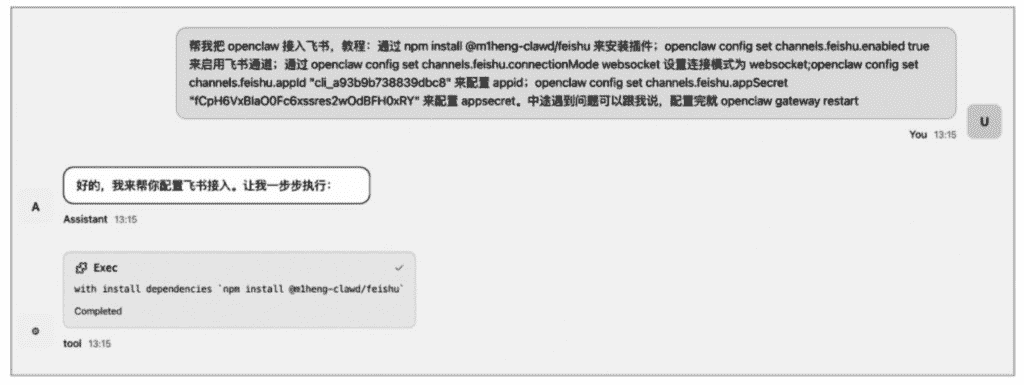 帮我把 openclaw 接入飞书，教程：通过 npm install @m1heng-clawd/feishu 来安装插件；openclaw config set channels.feishu.enabled true
来启用飞书通道；通过 openclaw config set channels.feishu.connectionMode websocket 设置连接模式为 websocket;openclaw config set
channels.feishu.appId "cli_a93b9b738839dbc8" 来配置 appid；openclaw config set channels.feishu.appSecret
"fCpH6VxBlaO0Fc6xssres2wOdBFH0xRY" 来配置 appsecret。中途遇到问题可以跟我说，配置完就 openclaw gateway restart
U
You 13:15
好的，我来帮你配置飞书接入。让我一步步执行：
A
Assistant 13:15
Exec
with install dependencies `npm install @m1heng-clawd/feishu`
Completed
tool 13:15